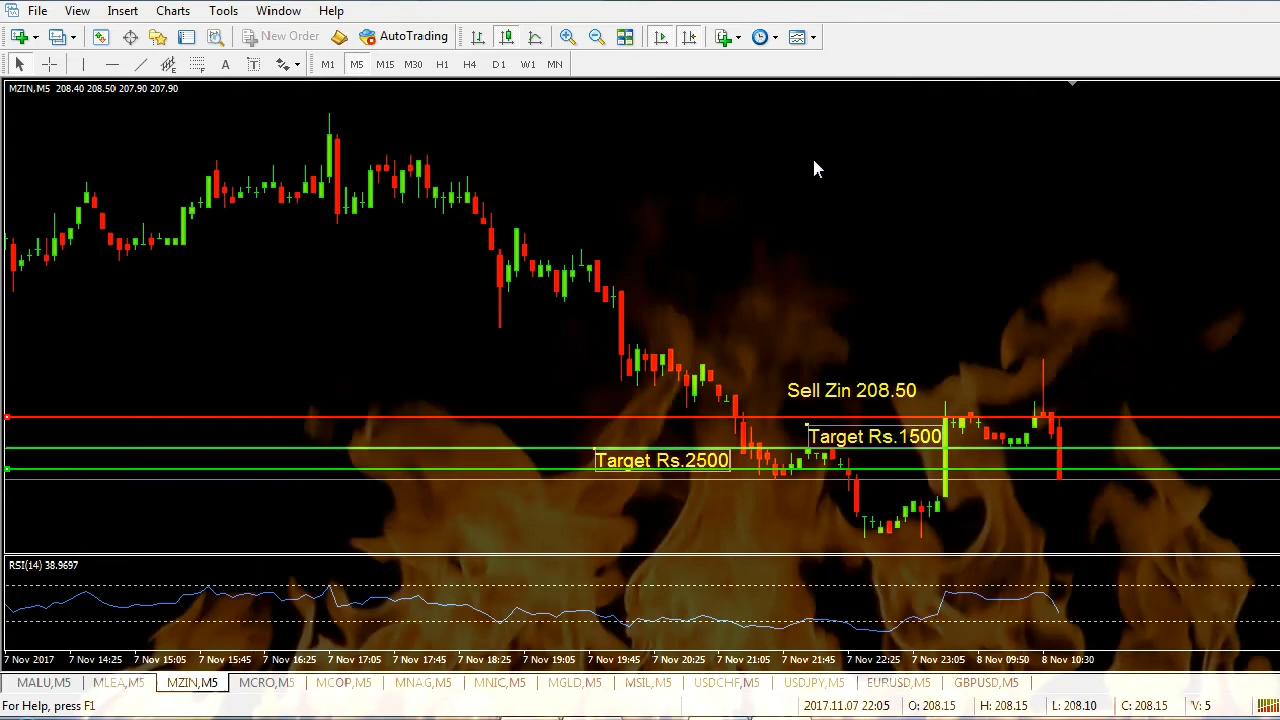 File View Insert Charts Tools Window Help
New Order AutoTrading
A T M1 M5 M15 M30 H1 H4 D1 W1 MN
MZIN,M5 208.40 208.50 207.90 207.90
Sell Zin 208.50
Target Rs.1500
Target Rs.2500
RSI(14) 38.9697
7 Nov 2017 7 Nov 14:25 7 Nov 15:05 7 Nov 15:45 7 Nov 16:25 7 Nov 17:05 7 Nov 17:45 7 Nov 18:25 7 Nov 19:05 7 Nov 19:45 7 Nov 20:25 7 Nov 21:05 7 Nov 21:45 7 Nov 22:25 7 Nov 23:05 8 Nov 09:50 8 Nov 10:30
MALU,M5 MLEA,M5 MZIN,M5 MCRO,M5 MCOP,M5 MNAG,M5 MNIC,M5 MGLD,M5 MSIL,M5 USDCHF,M5 USDJPY,M5 EURUSD,M5 GBPUSD,M5
For Help, press F1 2017.11.07 22:05 O: 208.15 H: 208.15 L: 208.10 C: 208.15 V: 5